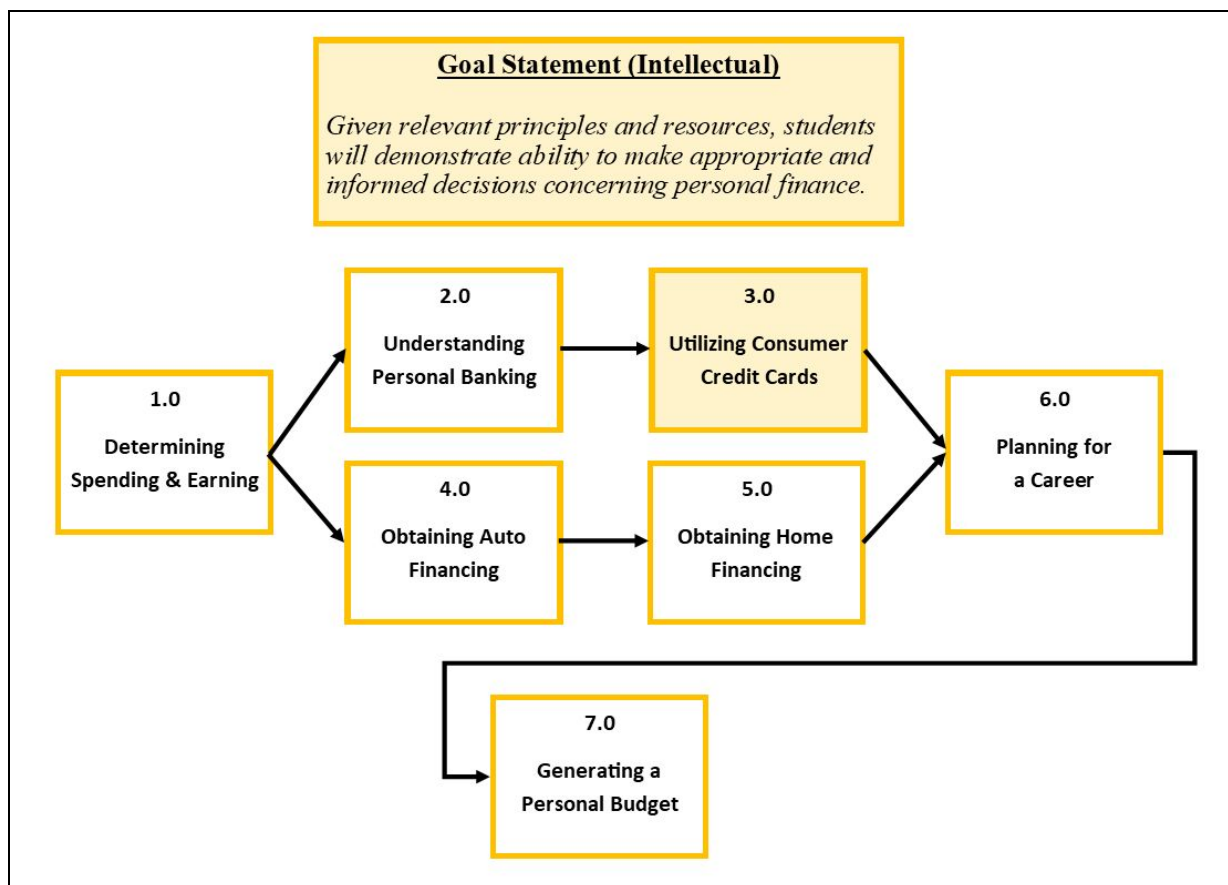 Goal Statement (Intellectual)
Given relevant principles and resources, students
will demonstrate ability to make appropriate and
informed decisions concerning personal finance.
1.0
Determining
Spending & Earning
2.0
Understanding
Personal Banking
3.0
Utilizing Consumer
Credit Cards
4.0
Obtaining Auto
Financing
5.0
Obtaining Home
Financing
6.0
Planning for
a Career
7.0
Generating a
Personal Budget